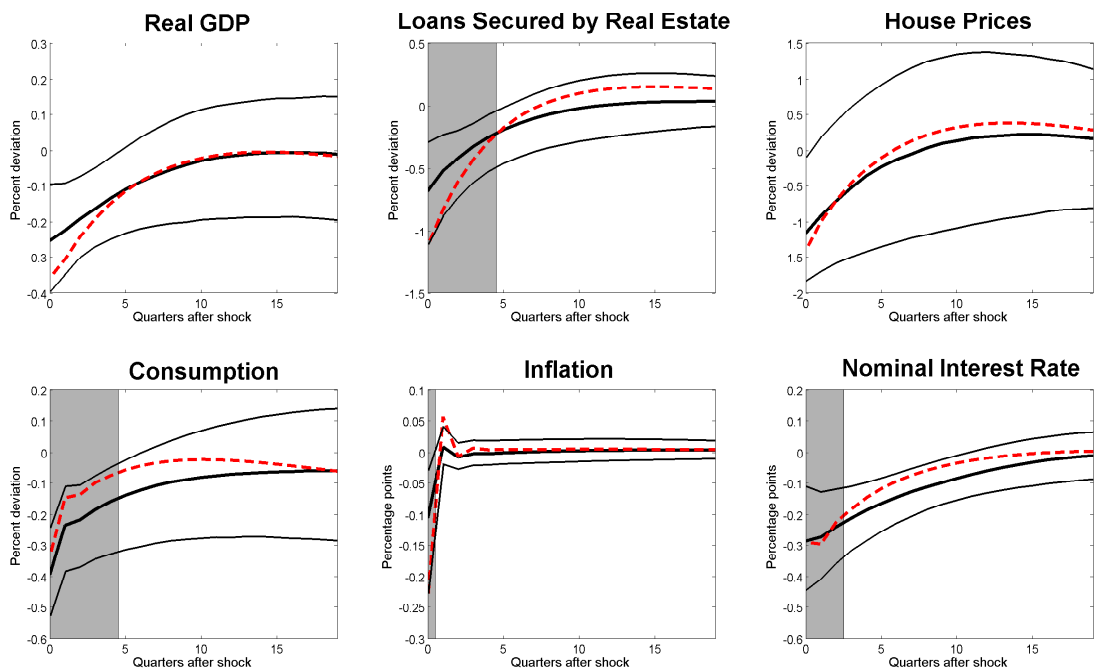 Real GDP
0.3
0.2
0.1
0
-0.1
-0.2
0.3
-0.4
Percent deviation
0 5 10 15
Quarters after shock
Loans Secured by Real Estate
0.5
0
-0.5
-1
-1.5
Percent deviation
0 5 10 15
Quarters after shock
House Prices
1.5
1
0.5
0
-0.5
-1
1.5
-2
Percent deviation
0 5 10 15
Quarters after shock
Consumption
0.2
0.1
0
-0.1
-0.2
-0.3
-0.4
-0.5
-0.6
Percent deviation
0 5 10 15
Quarters after shock
Inflation
0.1
0.05
0
0.05
-0.1
0.15
-0.2
0.25
-0.3
Percentage points
0 5 10 15
Quarters after shock
Nominal Interest Rate
0.2
0.1
0
-0.1
-0.2
-0.3
-0.4
-0.5
-0.6
Percentage points
0 5 10 15
Quarters after shock